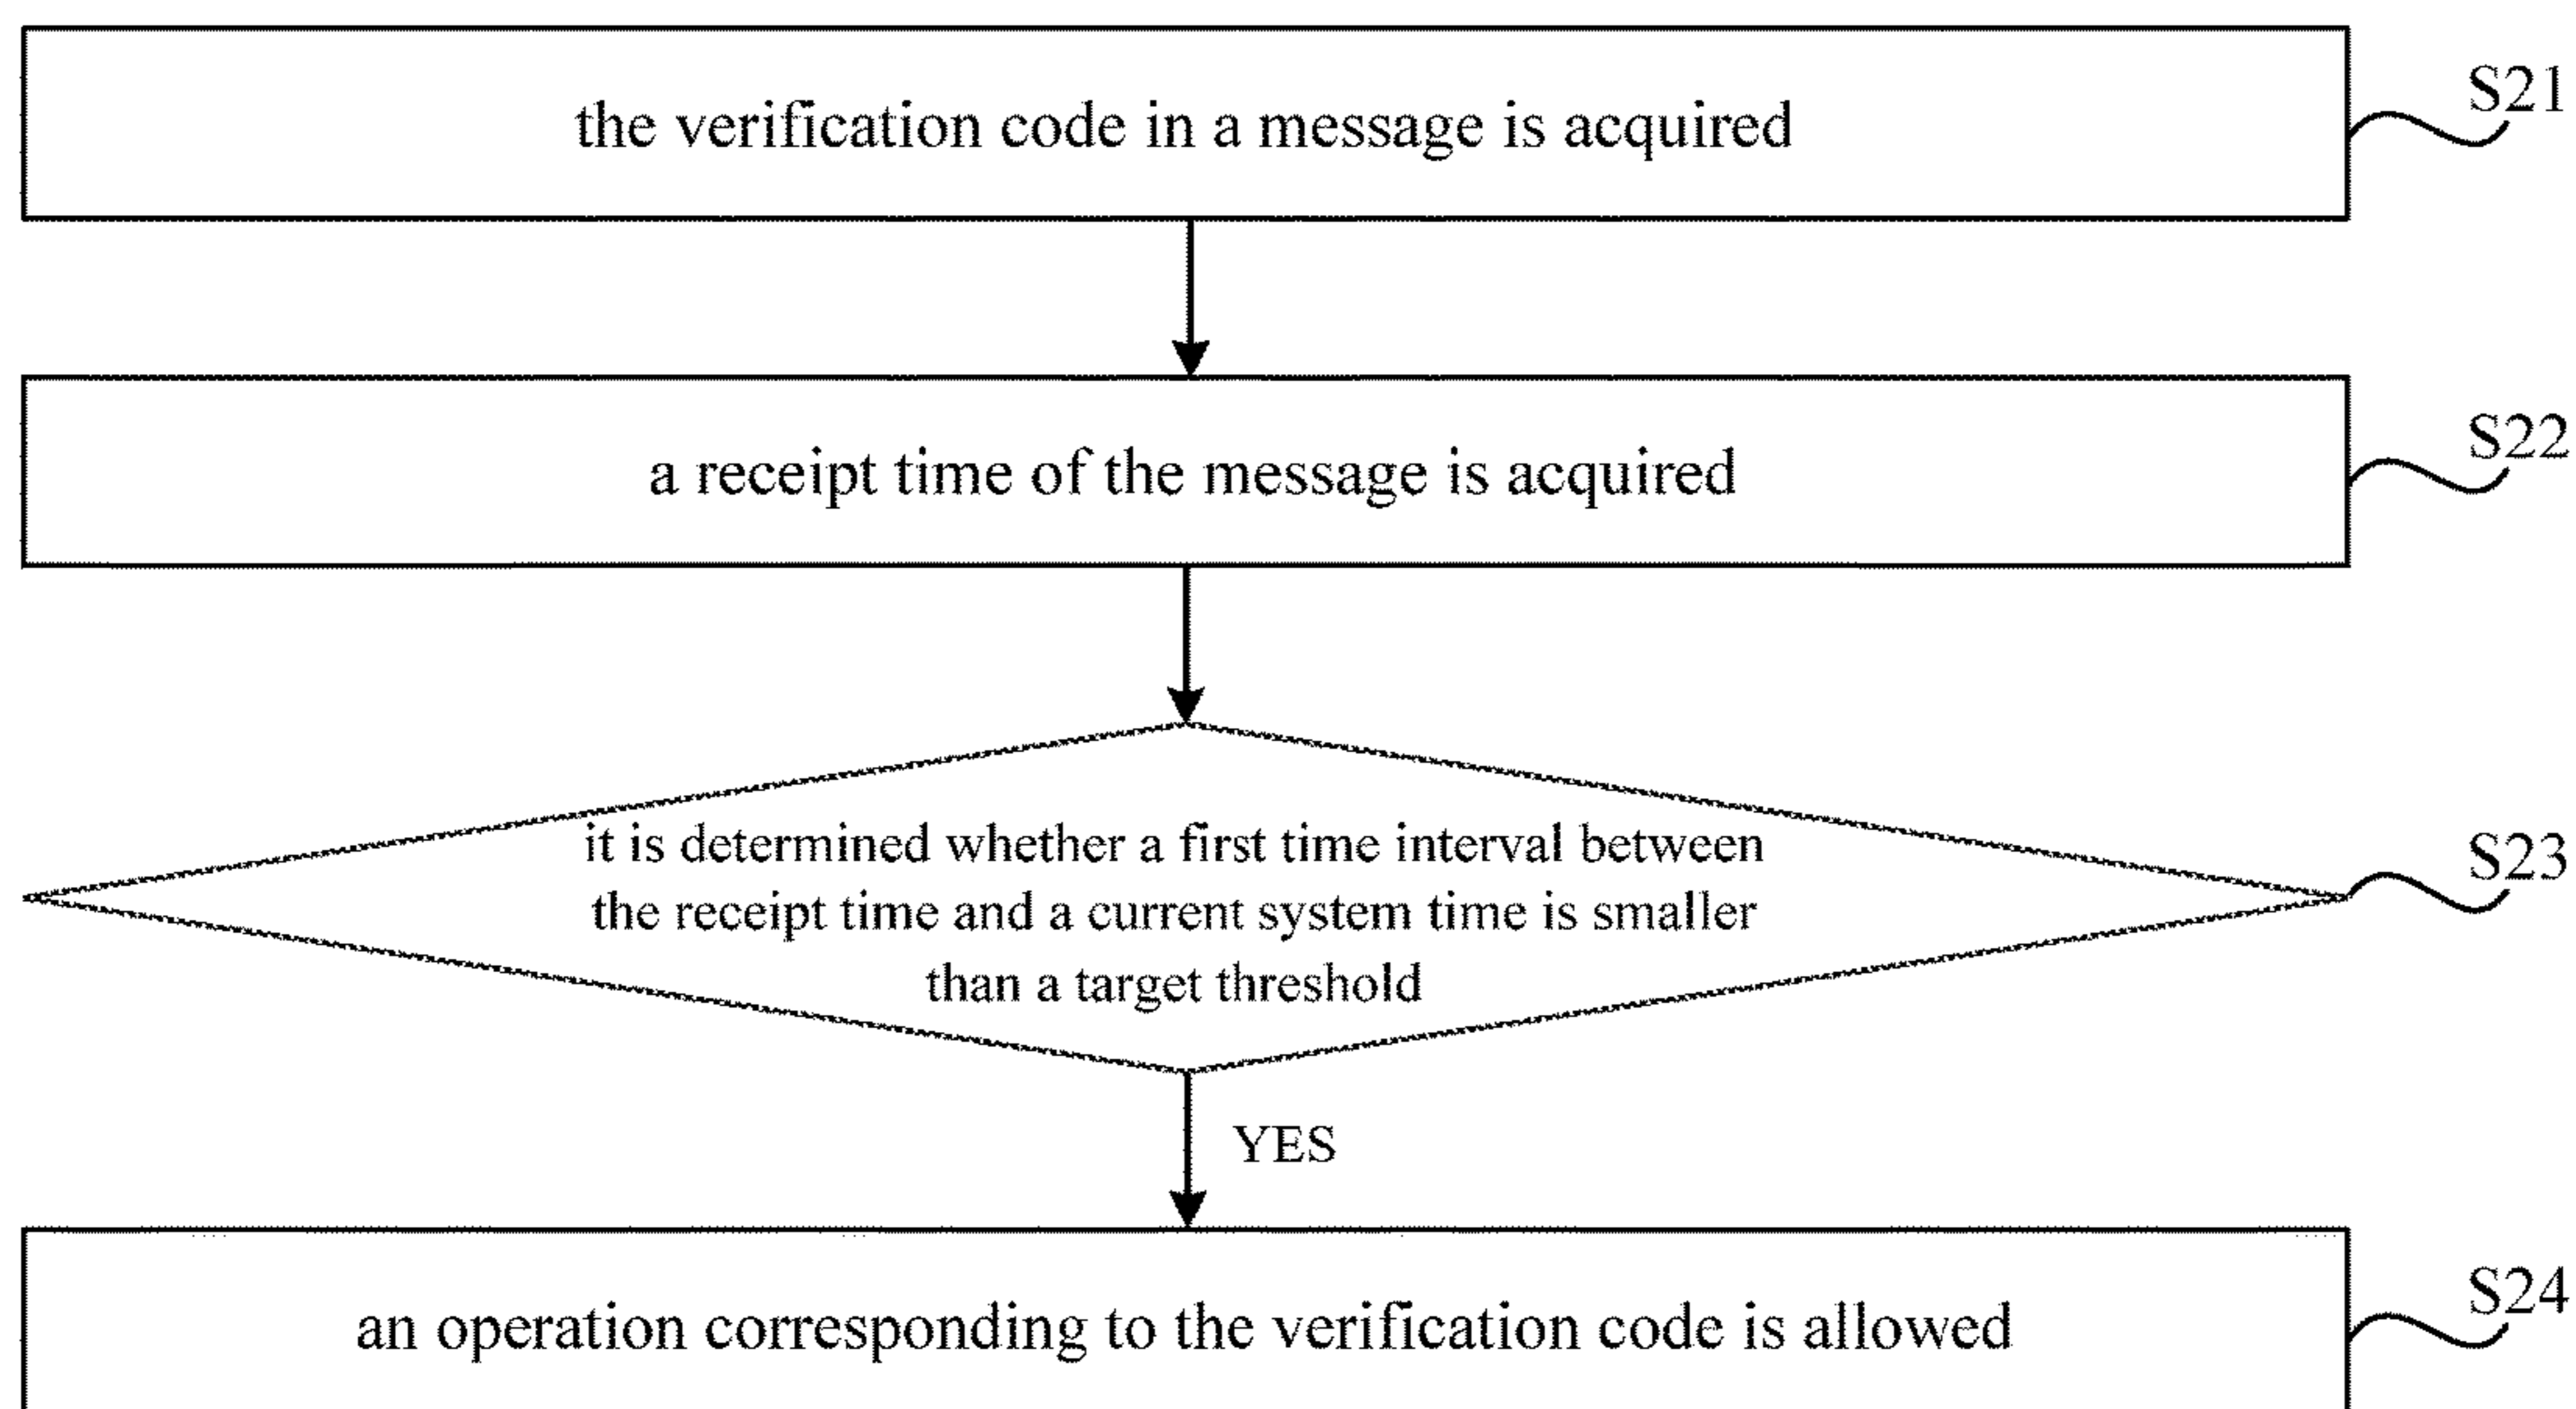 the verification code in a message is acquired
S21
a receipt time of the message is acquired
S22
it is determined whether a first time interval between
the receipt time and a current system time is smaller
than a target threshold
S23
YES
an operation corresponding to the verification code is allowed
S24